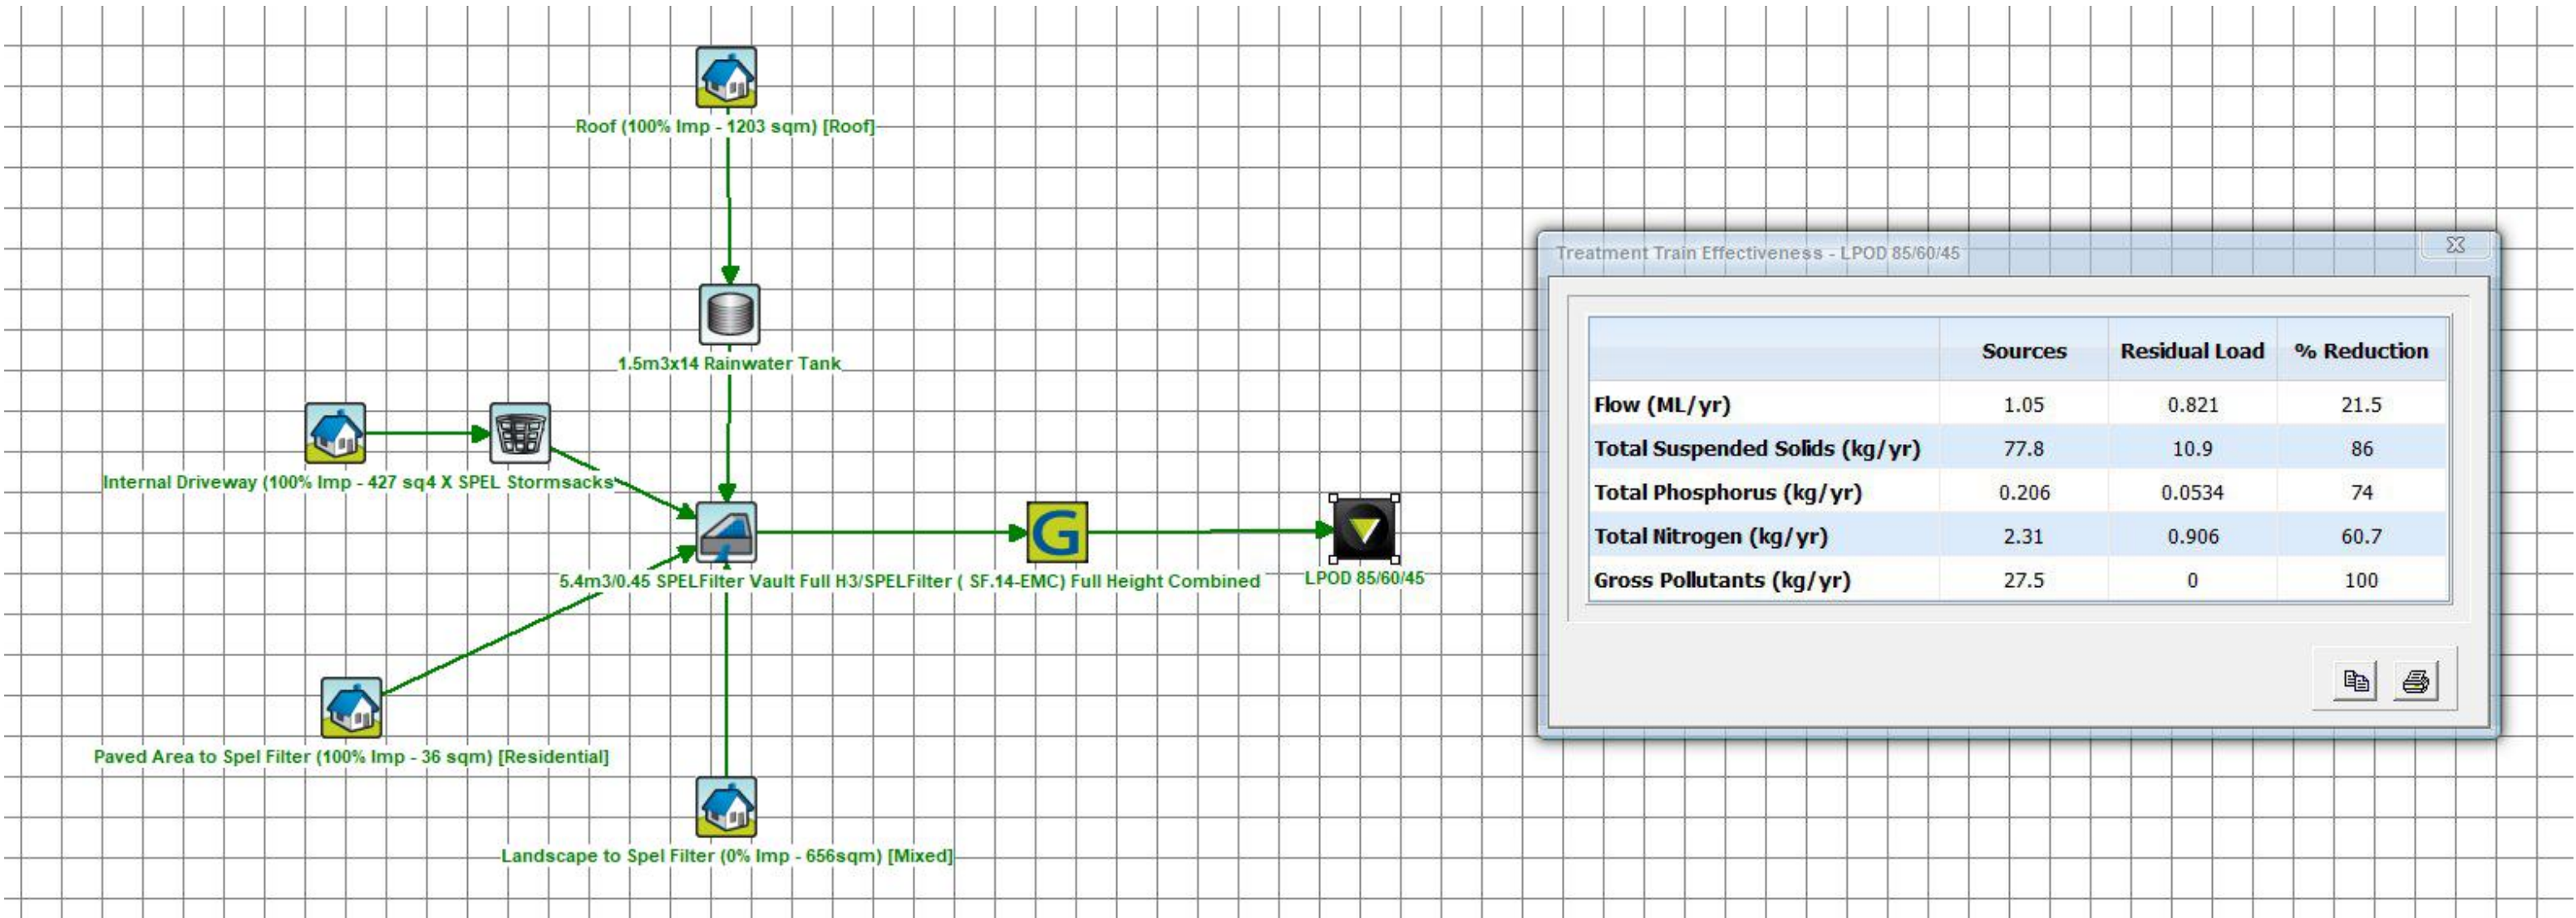 Roof (100% Imp - 1203 sqm) [Roof]
1.5m3x14 Rainwater Tank
Internal Driveway (100% Imp - 427 sq4 X SPEL Stormsacks
5.4m3/0.45 SPELFilter Vault Full H3/SPELFilter ( SF.14-EMC) Full Height Combined
G
LPOD 85/60/45
Paved Area to Spel Filter (100% Imp - 36 sqm) [Residential]
Landscape to Spel Filter (0% Imp - 656sqm) [Mixed]
Treatment Train Effectiveness - LPOD 85/60/45
Sources Residual Load % Reduction
Flow (ML/yr) 1.05 0.821 21.5
Total Suspended Solids (kg/yr) 77.8 10.9 86
Total Phosphorus (kg/yr) 0.206 0.0534 74
Total Nitrogen (kg/yr) 2.31 0.906 60.7
Gross Pollutants (kg/yr) 27.5 0 100